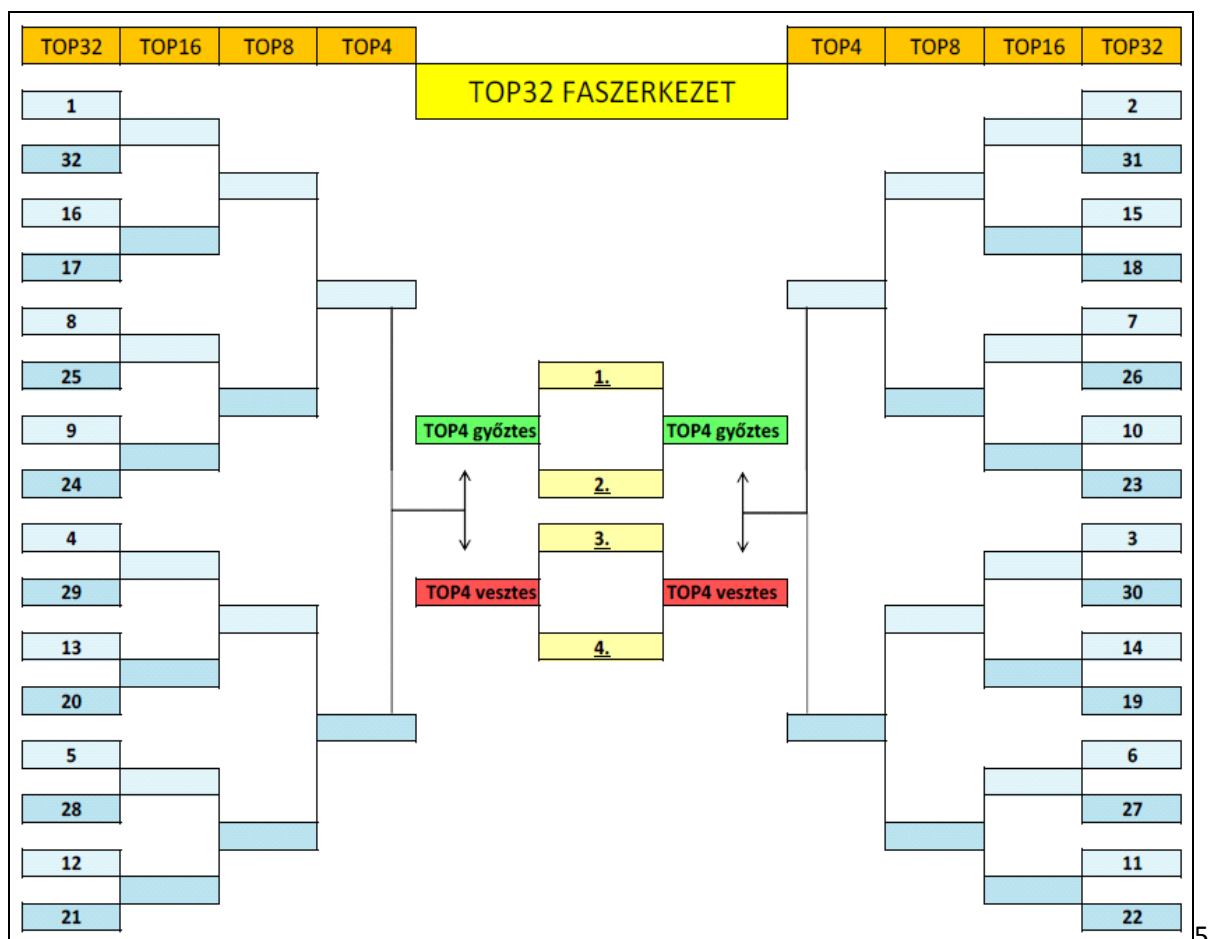 TOP32 TOP16 TOP8 TOP4 TOP4 TOP8 TOP16 TOP32
TOP32 FASZERKEZET
1 2
32 31
16 15
17 18
8 7
1.
25 26
9 TOP4 győztes TOP4 győztes 10
24 2. 23
4 3. 3
29 TOP4 vesztes TOP4 vesztes 30
13 4. 14
20 19
5 6
28 27
12 11
21 22
5